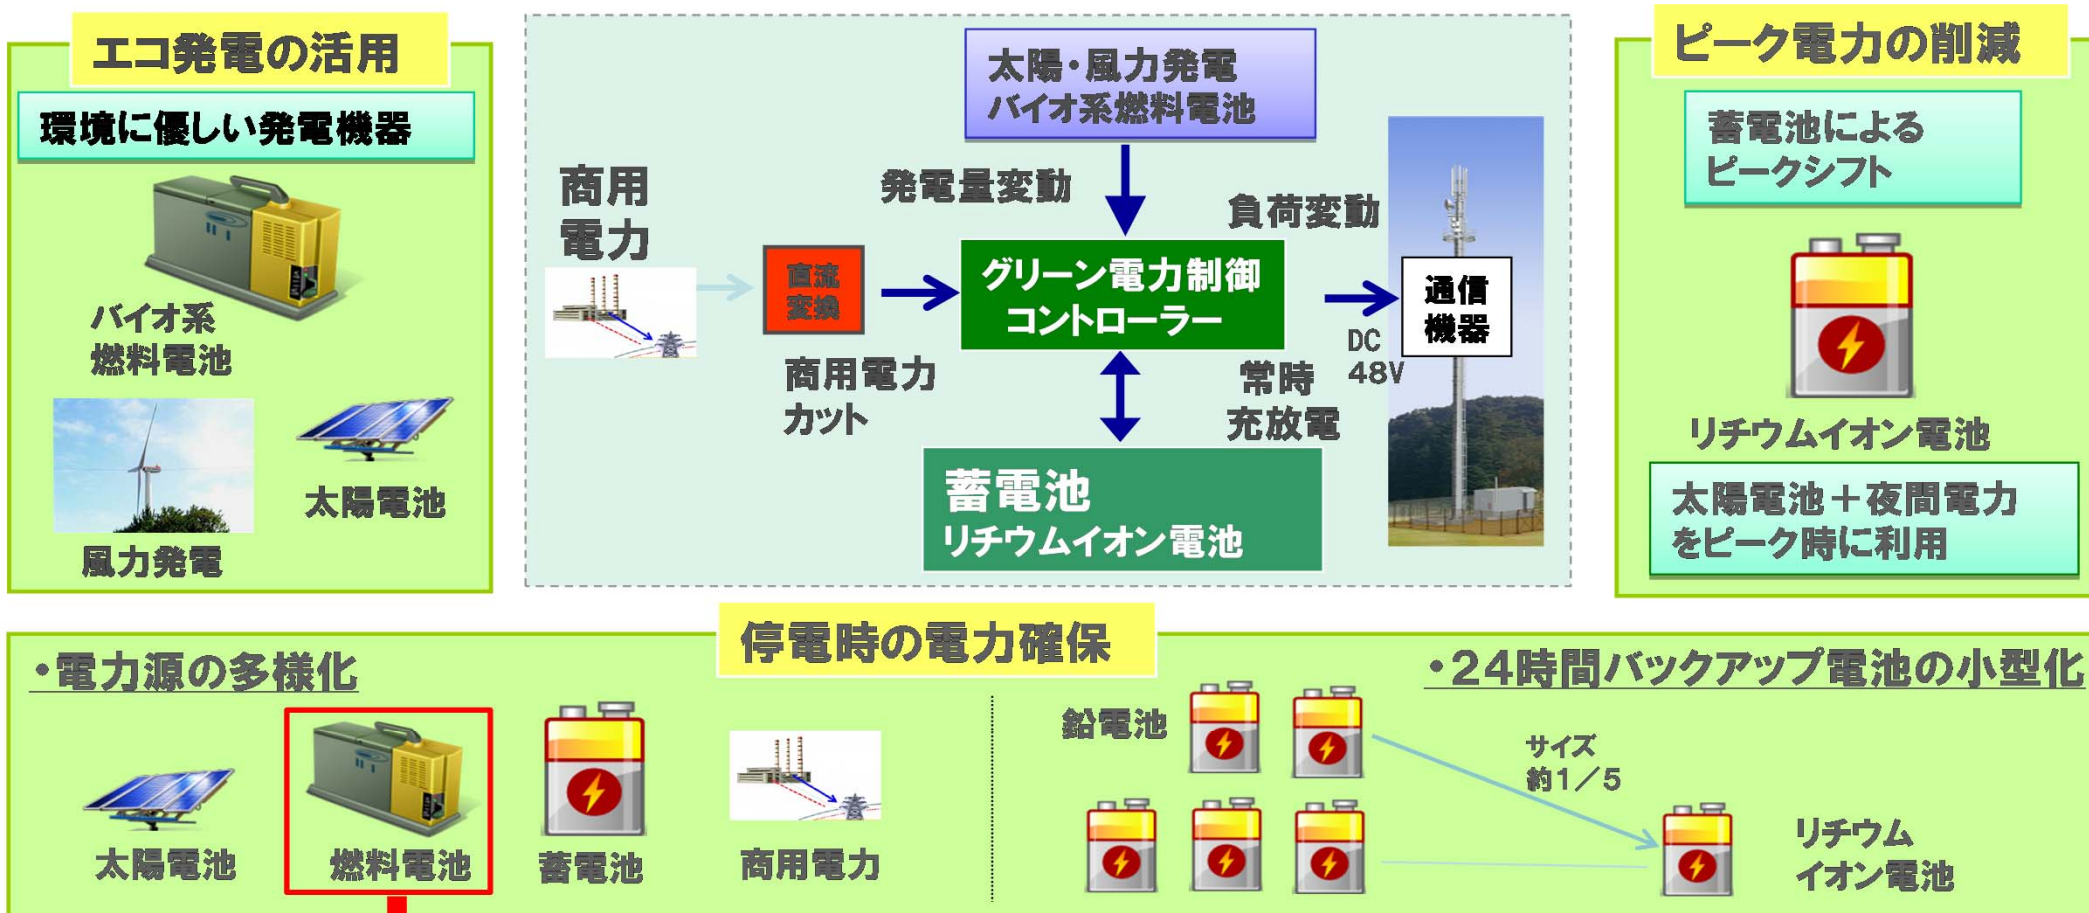 エコ発電の活用
環境に優しい発電機器
バイオ系
燃料電池
太陽電池
風力発電
太陽・風力発電
バイオ系燃料電池
商用
電力
発電量変動
負荷変動
直流
変換
グリーン電力制御
コントローラー
通信
機器
DC
48V
商用電力
カット
常時
充放電
蓄電池
リチウムイオン電池
ピーク電力の削減
蓄電池による
ピークシフト
リチウムイオン電池
太陽電池＋夜間電力
をピーク時に利用
停電時の電力確保
・電力源の多様化
太陽電池
燃料電池
蓄電池
商用電力
・24時間バックアップ電池の小型化
鉛電池
サイズ
約1／5
リチウム
イオン電池